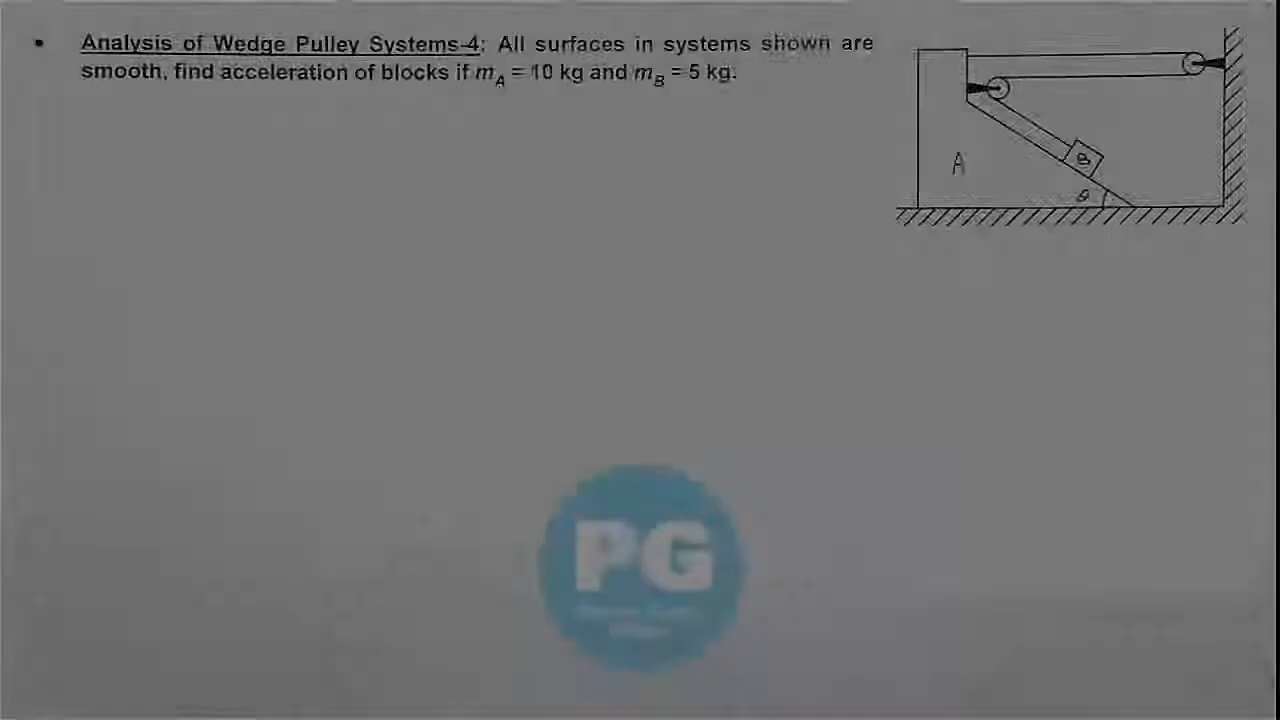 ▪ Analysis of Wedge Pulley Systems-4: All surfaces in systems shown are
smooth, find acceleration of blocks if m_A = 10 kg and m_B = 5 kg.
A
B
θ
PG